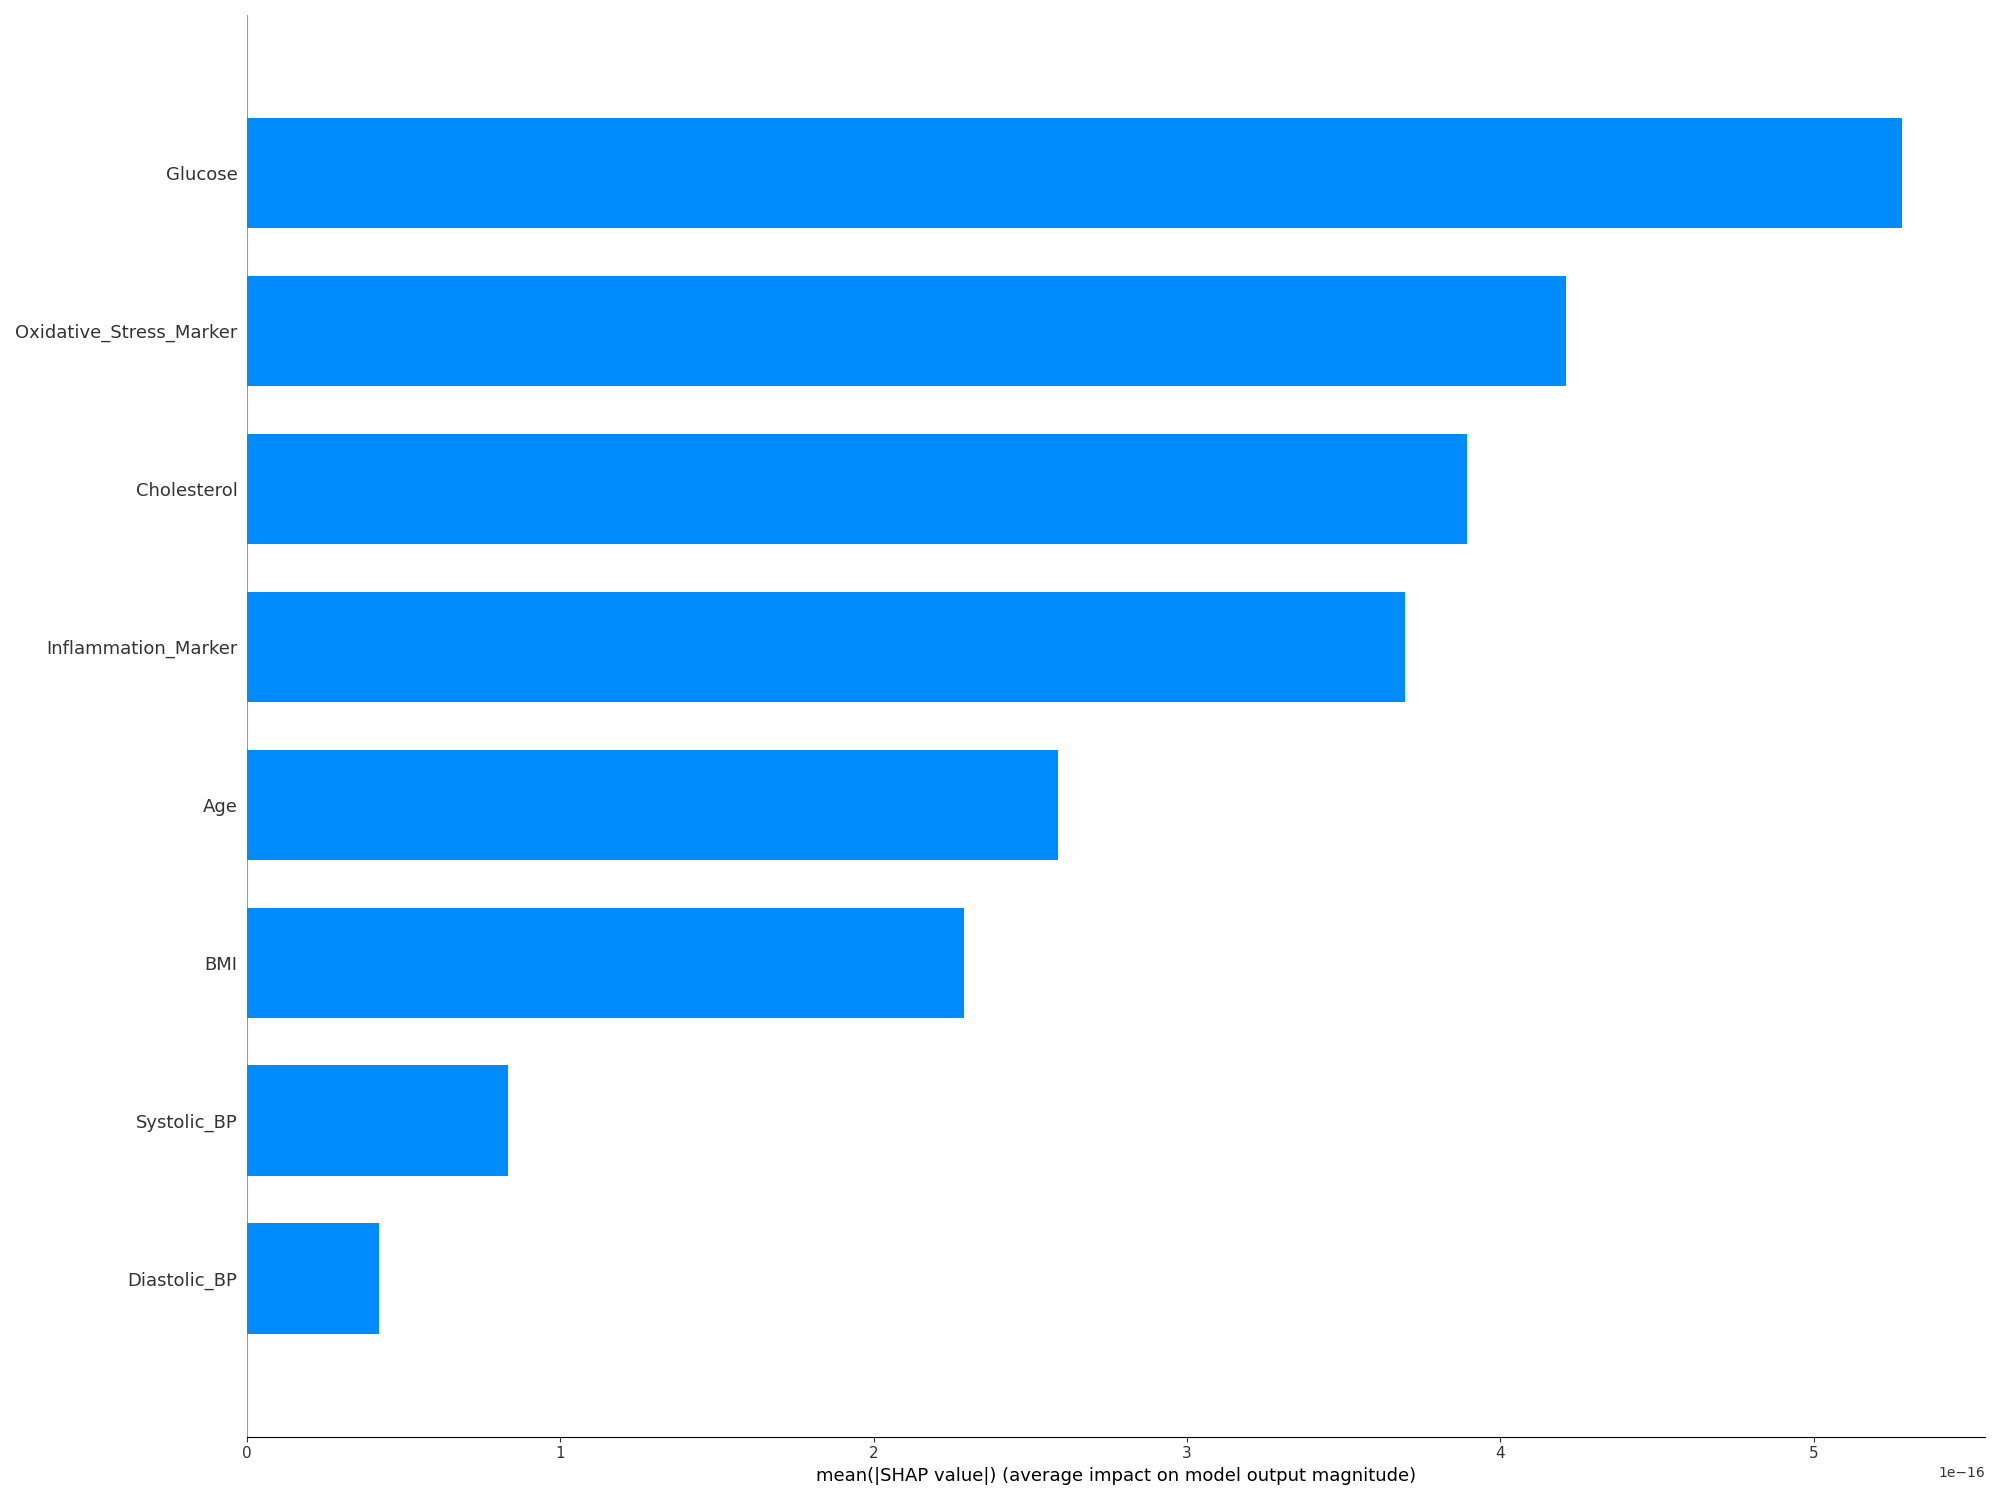 Glucose
Oxidative_Stress_Marker
Cholesterol
Inflammation_Marker
Age
BMI
Systolic_BP
Diastolic_BP
0 1 2 3 4 5
mean(|SHAP value|) (average impact on model output magnitude)
1e−16